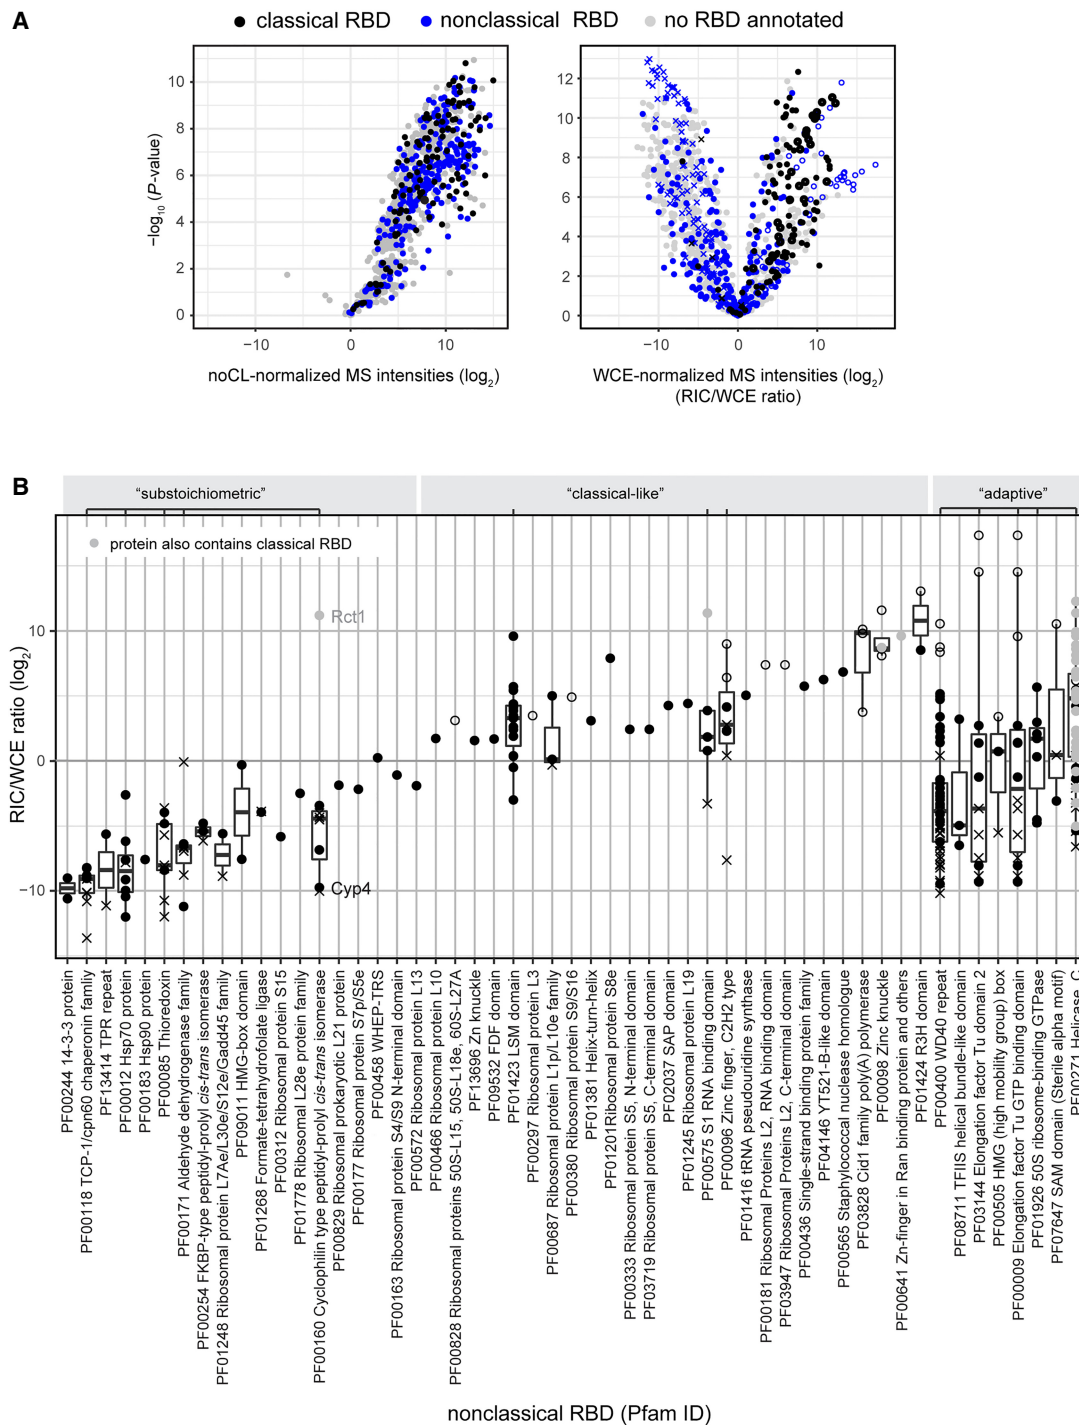 A
classical RBD nonclassical RBD no RBD annotated
10
8
6
4
2
0
−log10 (P-value)
−10 0 10
noCL-normalized MS intensities (log2)
12
10
8
6
4
2
0
−10 0 10
WCE-normalized MS intensities (log2)
(RIC/WCE ratio)
B
“substoichiometric” “classical-like” “adaptive”
protein also contains classical RBD
Rct1
Cyp4
10
0
−10
RIC/WCE ratio (log2)
PF00244 14-3-3 protein
PF00118 TCP-1/cpn60 chaperonin family
PF13414 TPR repeat
PF00012 Hsp70 protein
PF00183 Hsp90 protein
PF00085 Thioredoxin
PF00171 Aldehyde dehydrogenase family
PF00254 FKBP-type peptidyl-prolyl cis-trans isomerase
PF01248 Ribosomal protein L7Ae/L30e/S12e/Gadd45 family
PF09011 HMG-box domain
PF01268 Formate-tetrahydrofolate ligase
PF00312 Ribosomal protein S15
PF01778 Ribosomal L28e protein family
PF00160 Cyclophilin type peptidyl-prolyl cis-trans isomerase
PF00829 Ribosomal prokaryotic L21 protein
PF00177 Ribosomal protein S7p/S5e
PF00458 WHEP-TRS
PF00163 Ribosomal protein S4/S9 N-terminal domain
PF00572 Ribosomal protein L13
PF00466 Ribosomal protein L10
PF00828 Ribosomal proteins 50S-L15, 50S-L18e, 60S-L27A
PF13696 Zn knuckle
PF09532 FDF domain
PF01423 LSM domain
PF00297 Ribosomal protein L3
PF00687 Ribosomal protein L1p/L10e family
PF00380 Ribosomal protein S9/S16
PF01381 Helix-turn-helix
PF01201Ribosomal protein S8e
PF00333 Ribosomal protein S5, N-terminal domain
PF03719 Ribosomal protein S5, C-terminal domain
PF02037 SAP domain
PF01245 Ribosomal protein L19
PF00575 S1 RNA binding domain
PF00096 Zinc finger, C2H2 type
PF01416 tRNA pseudouridine synthase
PF00181 Ribosomal Proteins L2, RNA binding domain
PF03947 Ribosomal Proteins L2, C-terminal domain
PF00436 Single-strand binding protein family
PF04146 YT521-B-like domain
PF00565 Staphylococcal nuclease homologue
PF03828 Cid1 family poly(A) polymerase
PF00098 Zinc knuckle
PF00641 Zn-finger in Ran binding protein and others
PF01424 R3H domain
PF00400 WD40 repeat
PF08711 TFIIS helical bundle-like domain
PF03144 Elongation factor Tu domain 2
PF00505 HMG (high mobility group) box
PF00009 Elongation factor Tu GTP binding domain
PF01926 50S ribosome-binding GTPase
PF07647 SAM domain (Sterile alpha motif)
PF00271 Helicase C
nonclassical RBD (Pfam ID)